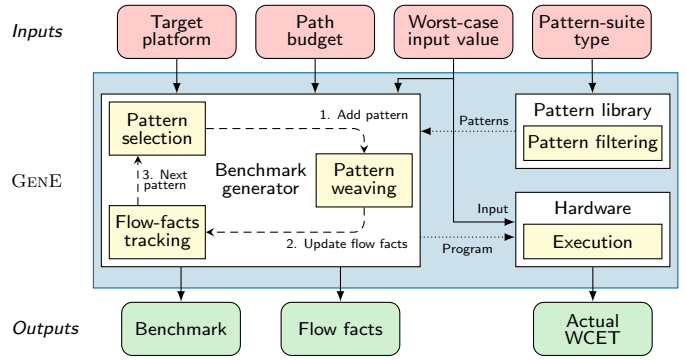 Inputs
Target
platform
Path
budget
Worst-case
input value
Pattern-suite
type
GENE
Pattern
selection
1. Add pattern
Benchmark
generator
Pattern
weaving
3. Next
pattern
Flow-facts
tracking
2. Update flow facts
Patterns
Pattern library
Pattern filtering
Input
Program
Hardware
Execution
Outputs
Benchmark
Flow facts
Actual
WCET